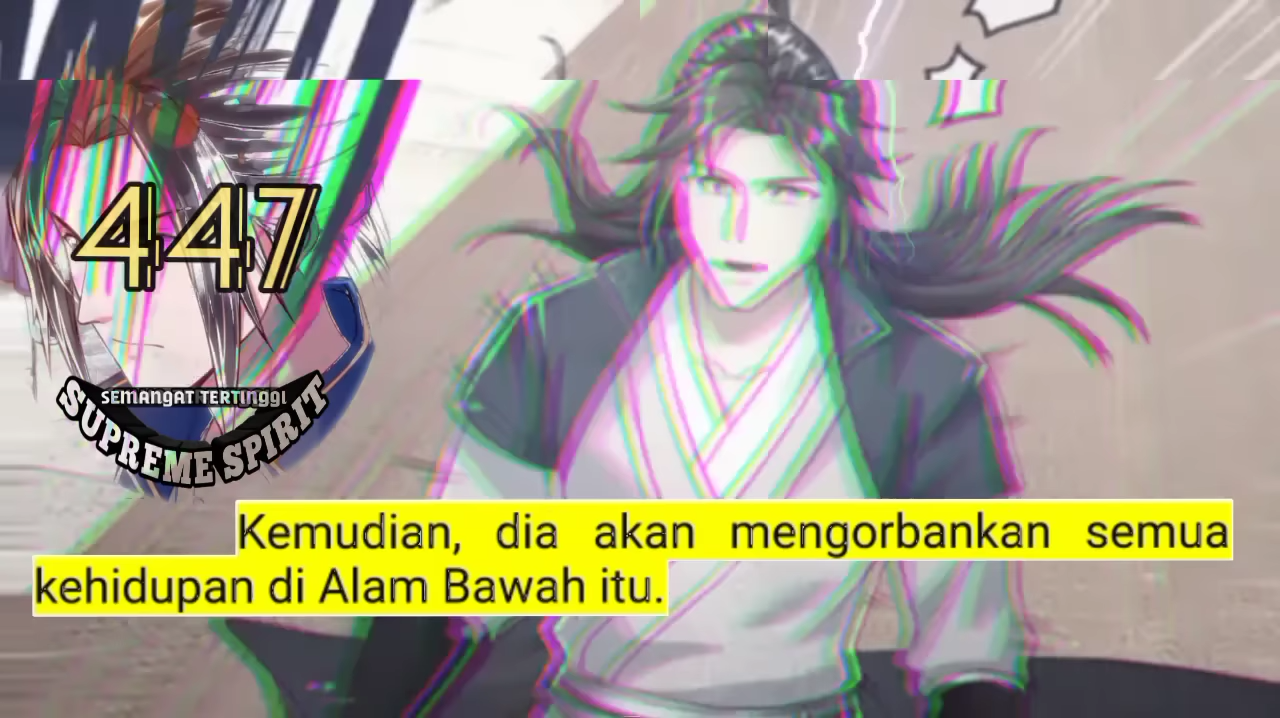 447
SEMANGAT TERTINGGI
SUPREME SPIRIT
Kemudian, dia akan mengorbankan semua
kehidupan di Alam Bawah itu.